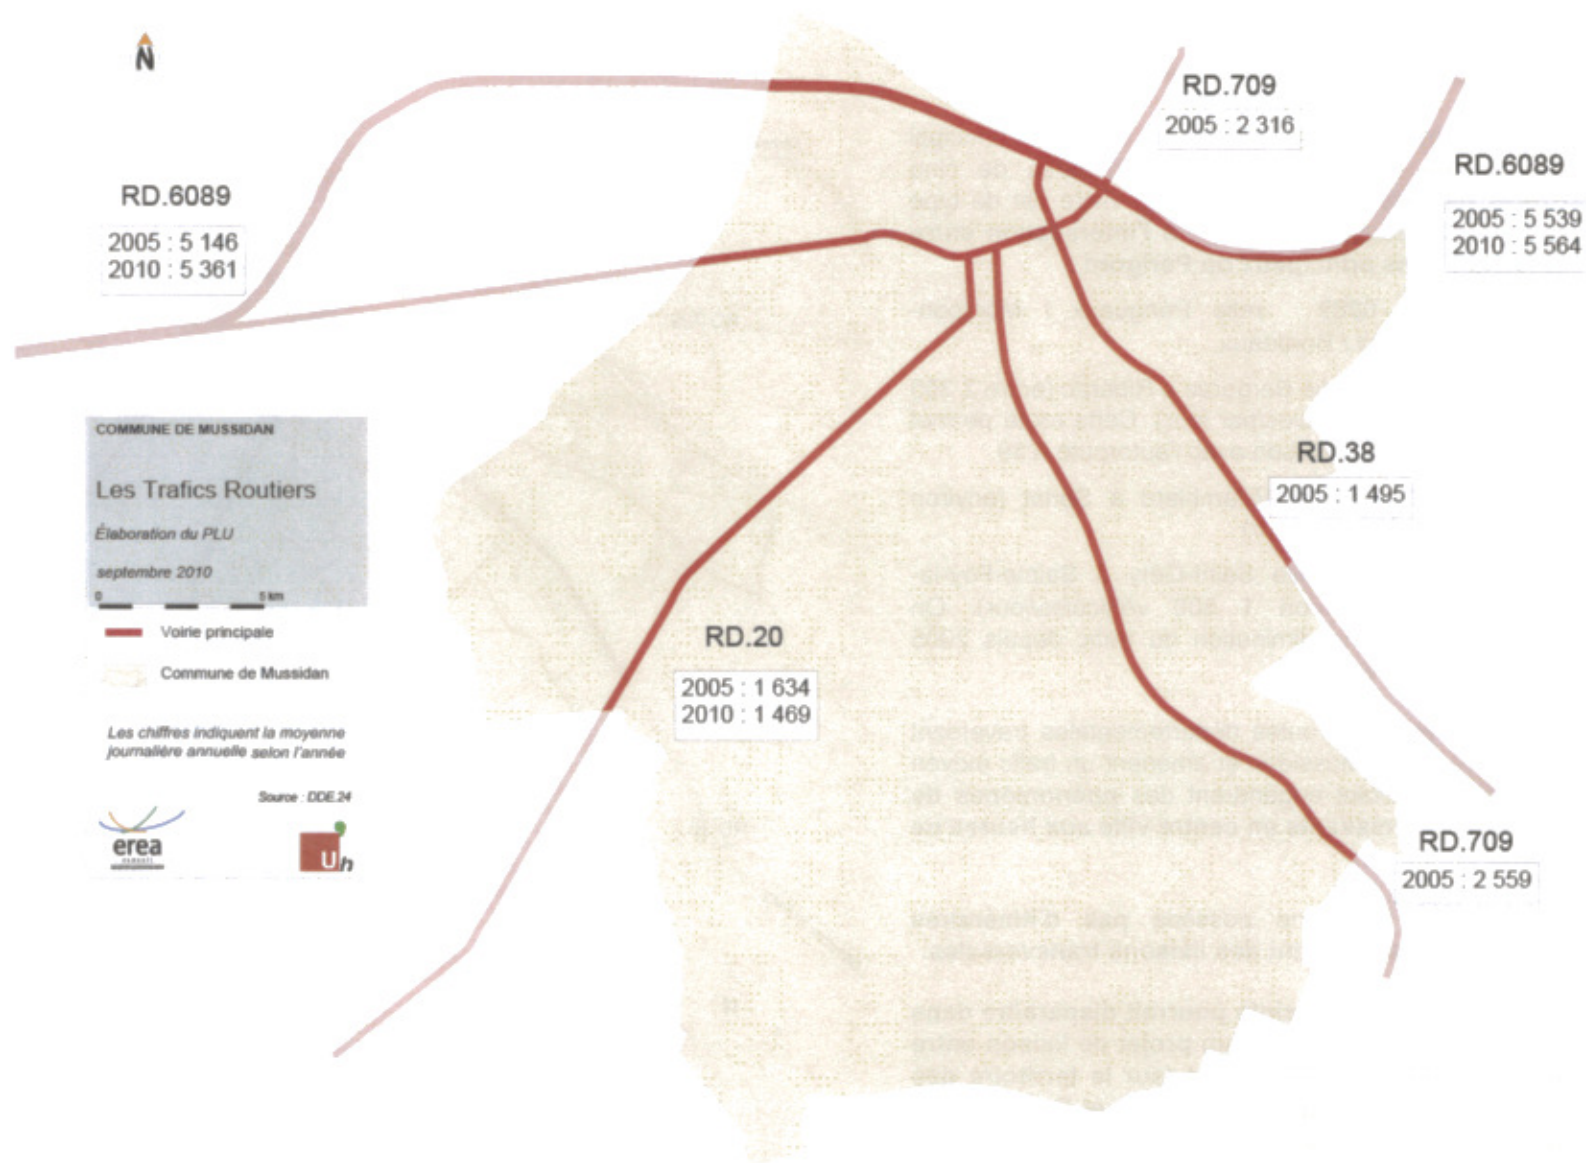 N
RD.709
2005 : 2 316
RD.6089
2005 : 5 539
2010 : 5 564
RD.6089
2005 : 5 146
2010 : 5 361
COMMUNE DE MUSSIDAN
Les Trafics Routiers
Élaboration du PLU
septembre 2010
0 5 km
Voirie principale
Commune de Mussidan
Les chiffres indiquent la moyenne
journalière annuelle selon l'année
Source : DDE.24
erea
Uh
RD.38
2005 : 1 495
RD.20
2005 : 1 634
2010 : 1 469
RD.709
2005 : 2 559